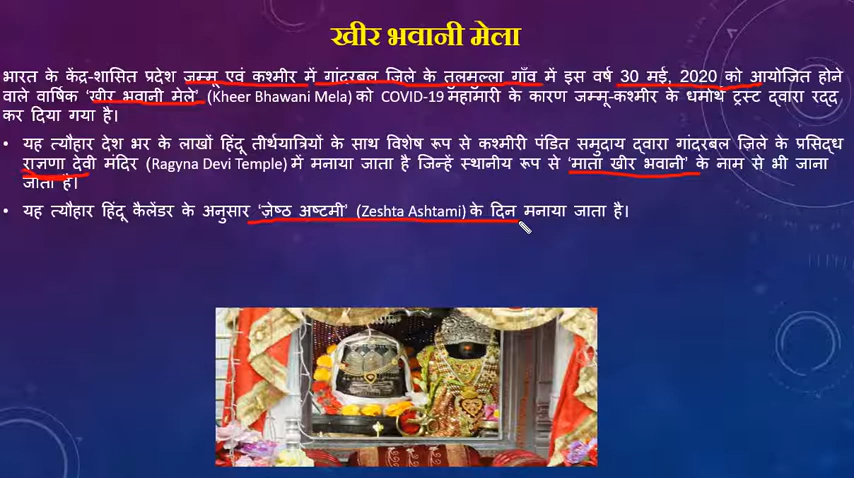 खीर भवानी मेला
भारत के केंद्र-शासित प्रदेश जम्मू एवं कश्मीर में गांदरबल ज़िले के तुलमुल्ला गाँव में इस वर्ष 30 मई, 2020 को आयोजित होने
वाले वार्षिक 'खीर भवानी मेले' (Kheer Bhawani Mela) को COVID-19 महामारी के कारण जम्मू-कश्मीर के धर्मार्थ ट्रस्ट द्वारा रद्द
कर दिया गया है।
• यह त्यौहार देश भर के लाखों हिंदू तीर्थयात्रियों के साथ विशेष रूप से कश्मीरी पंडित समुदाय द्वारा गांदरबल ज़िले के प्रसिद्ध
राज्ञणा देवी मंदिर (Ragyna Devi Temple) में मनाया जाता है जिन्हें स्थानीय रूप से 'माता खीर भवानी' के नाम से भी जाना
जाता है।
• यह त्यौहार हिंदू कैलेंडर के अनुसार 'ज़ेष्ठ अष्टमी' (Zeshta Ashtami) के दिन मनाया जाता है।